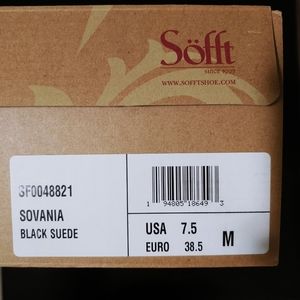 Söfft
since 1997
WWW.SOFFTSHOE.COM
SF0048821
SOVANIA
BLACK SUEDE
1 94805 18649 3
USA 7.5
EURO 38.5
M